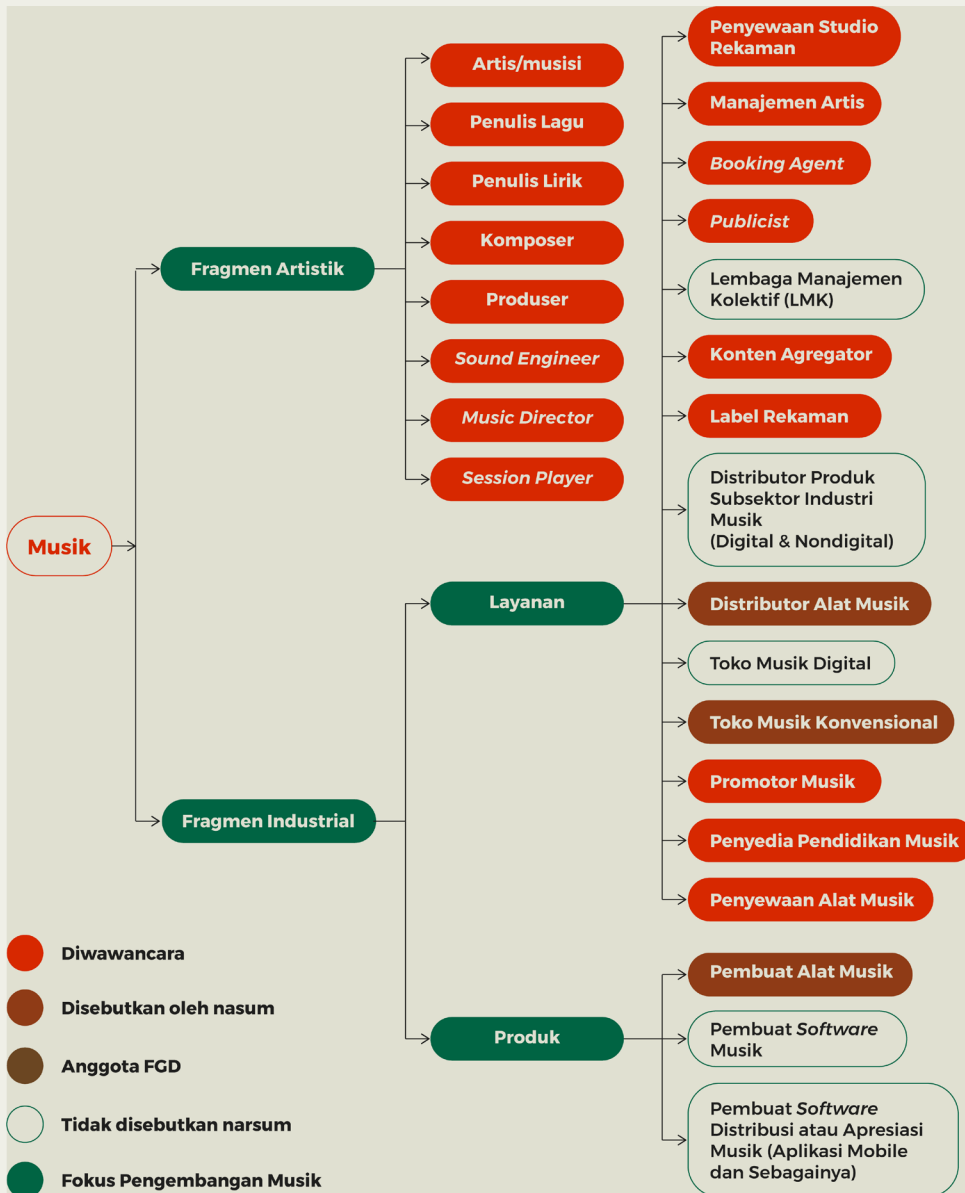 Musik
Fragmen Artistik
Artis/musisi
Penulis Lagu
Penulis Lirik
Komposer
Produser
Sound Engineer
Music Director
Session Player
Fragmen Industrial
Layanan
Penyewaan Studio
Rekaman
Manajemen Artis
Booking Agent
Publicist
Lembaga Manajemen
Kolektif (LMK)
Konten Agregator
Label Rekaman
Distributor Produk
Subsektor Industri
Musik
(Digital & Nondigital)
Distributor Alat Musik
Toko Musik Digital
Toko Musik Konvensional
Promotor Musik
Penyedia Pendidikan Musik
Penyewaan Alat Musik
Produk
Pembuat Alat Musik
Pembuat Software
Musik
Pembuat Software
Distribusi atau Apresiasi
Musik (Aplikasi Mobile
dan Sebagainya)
Diwawancara
Disebutkan oleh nasum
Anggota FGD
Tidak disebutkan narsum
Fokus Pengembangan Musik